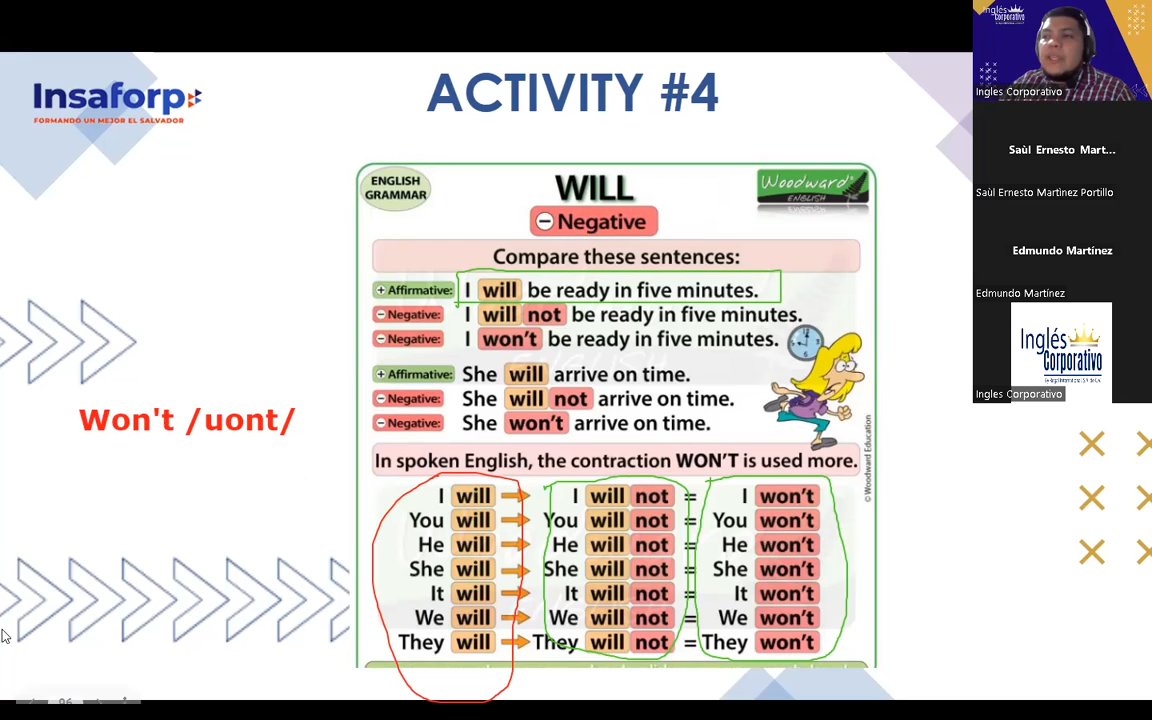 Insaforp
FORMANDO UN MEJOR EL SALVADOR
ACTIVITY #4
ENGLISH
GRAMMAR
WILL
Woodward
ENGLISH
Negative
Compare these sentences:
+ Affirmative: I will be ready in five minutes.
- Negative: I will not be ready in five minutes.
- Negative: I won't be ready in five minutes.
+ Affirmative: She will arrive on time.
- Negative: She will not arrive on time.
- Negative: She won't arrive on time.
In spoken English, the contraction WON'T is used more.
I will → I will not = I won't
You will → You will not = You won't
He will → He will not = He won't
She will → She will not = She won't
It will → It will not = It won't
We will → We will not = We won't
They will → They will not = They won't
© Woodward Education
Won't /uont/
96
Inglés
Corporativo
Ingles Corporativo
Saùl Ernesto Mart...
Saùl Ernesto Martìnez Portillo
Edmundo Martínez
Edmundo Martínez
Inglés
Corporativo
Ingles Corporativo